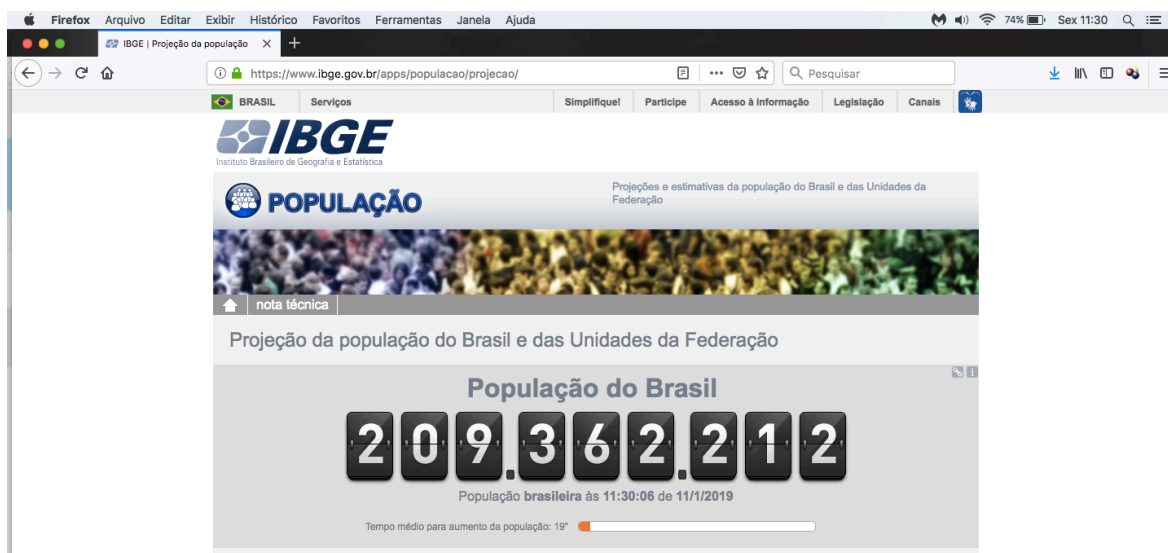 Firefox Arquivo Editar Exibir Histórico Favoritos Ferramentas Janela Ajuda 74% Sex 11:30
IBGE | Projeção da população
https://www.ibge.gov.br/apps/populacao/projecao/ Pesquisar
BRASIL Serviços Simplifique! Participe Acesso à informação Legislação Canais
IBGE
Instituto Brasileiro de Geografia e Estatística
POPULAÇÃO
Projeções e estimativas da população do Brasil e das Unidades da
Federação
nota técnica
Projeção da população do Brasil e das Unidades da Federação
População do Brasil
209.362.212
População brasileira às 11:30:06 de 11/1/2019
Tempo médio para aumento da população: 19"